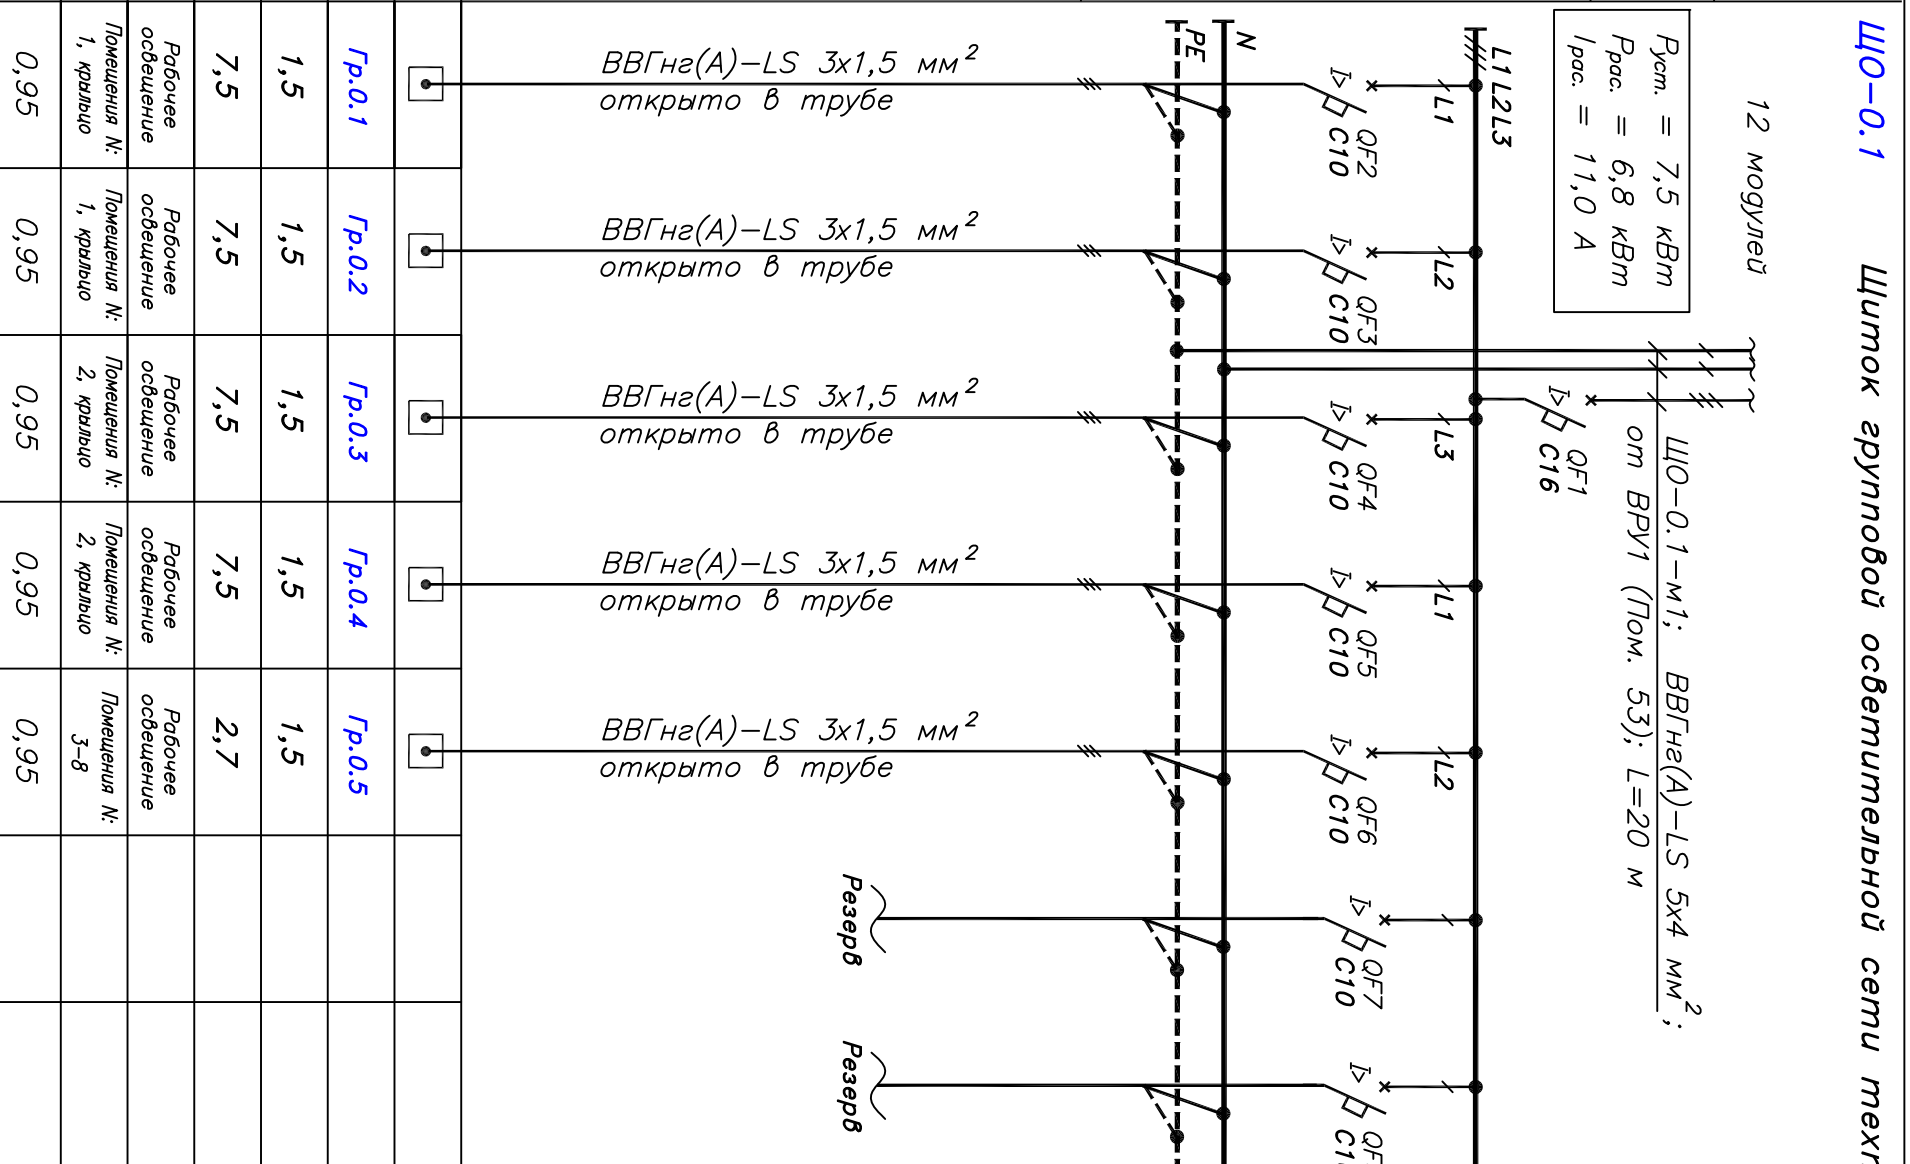 ЩО-0.1 Щиток групповой осветительной сети техн
12 модулей
Pуст. = 7,5 кВт
Pрас. = 6,8 кВт
Iрас. = 11,0 А
ЩО-0.1-м1; ВВГнг(А)-LS 5х4 мм²;
от ВРУ1 (Пом. 53); L=20 м
QF1
C16
L1 L2 L3
N
PE
L1
L2
L3
L1
L2
QF2
C10
QF3
C10
QF4
C10
QF5
C10
QF6
C10
QF7
C10
ВВГнг(А)-LS 3х1,5 мм²
открыто в трубе
ВВГнг(А)-LS 3х1,5 мм²
открыто в трубе
ВВГнг(А)-LS 3х1,5 мм²
открыто в трубе
ВВГнг(А)-LS 3х1,5 мм²
открыто в трубе
ВВГнг(А)-LS 3х1,5 мм²
открыто в трубе
Резерв
Резерв
Гр.0.1 Гр.0.2 Гр.0.3 Гр.0.4 Гр.0.5
1,5 1,5 1,5 1,5 1,5
7,5 7,5 7,5 7,5 2,7
Рабочее
освещение
Рабочее
освещение
Рабочее
освещение
Рабочее
освещение
Рабочее
освещение
Помещения N:
1, крыльцо
Помещения N:
1, крыльцо
Помещения N:
2, крыльцо
Помещения N:
2, крыльцо
Помещения N:
3-8
0,95 0,95 0,95 0,95 0,95